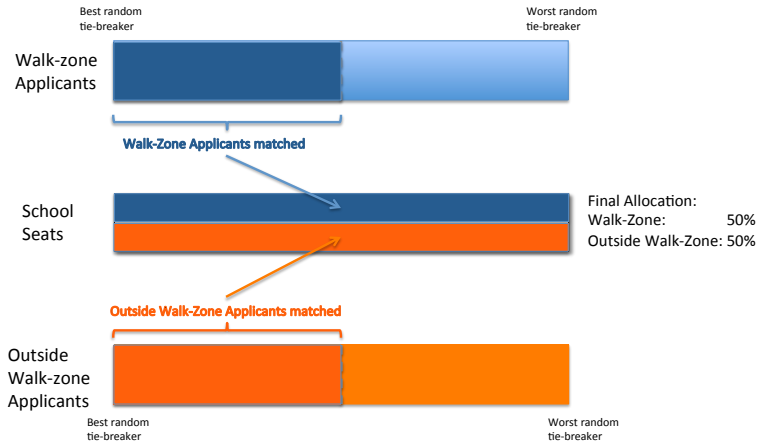 Best random
tie-breaker
Worst random
tie-breaker
Walk-zone
Applicants
Walk-Zone Applicants matched
School
Seats
Final Allocation:
Walk-Zone: 50%
Outside Walk-Zone: 50%
Outside Walk-Zone Applicants matched
Outside
Walk-zone
Applicants
Best random
tie-breaker
Worst random
tie-breaker